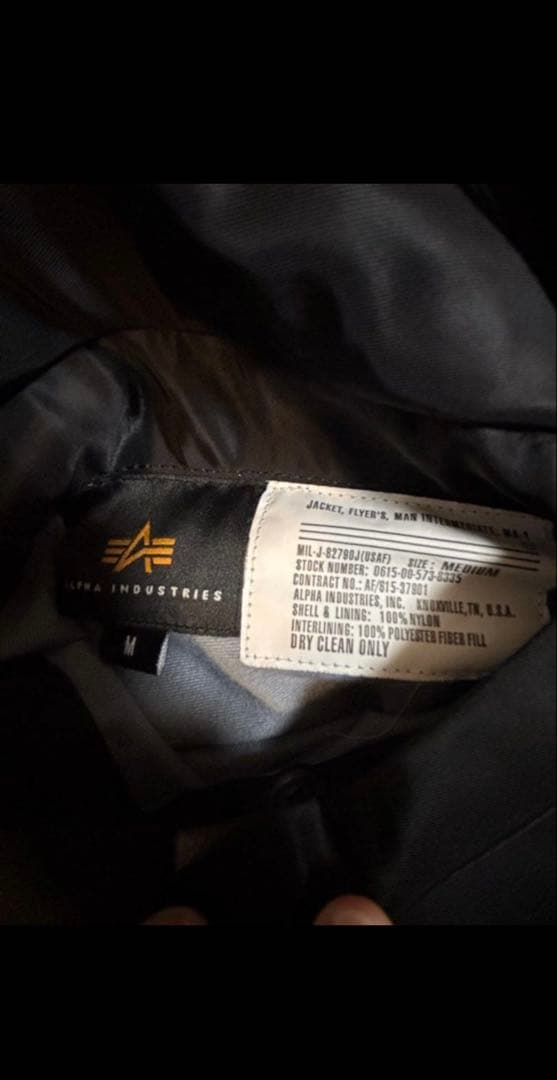 ALPHA INDUSTRIES
M
JACKET, FLYER'S, MAN INTERMEDIATE, MA-1
MIL-J-82790J(USAF) SIZE: MEDIUM
STOCK NUMBER: 0615-00-573-8335
CONTRACT NO.: AF/615-37801
ALPHA INDUSTRIES, INC. KNOXVILLE, TN, U.S.A.
SHELL & LINING: 100% NYLON
INTERLINING: 100% POLYESTER FIBER FILL
DRY CLEAN ONLY